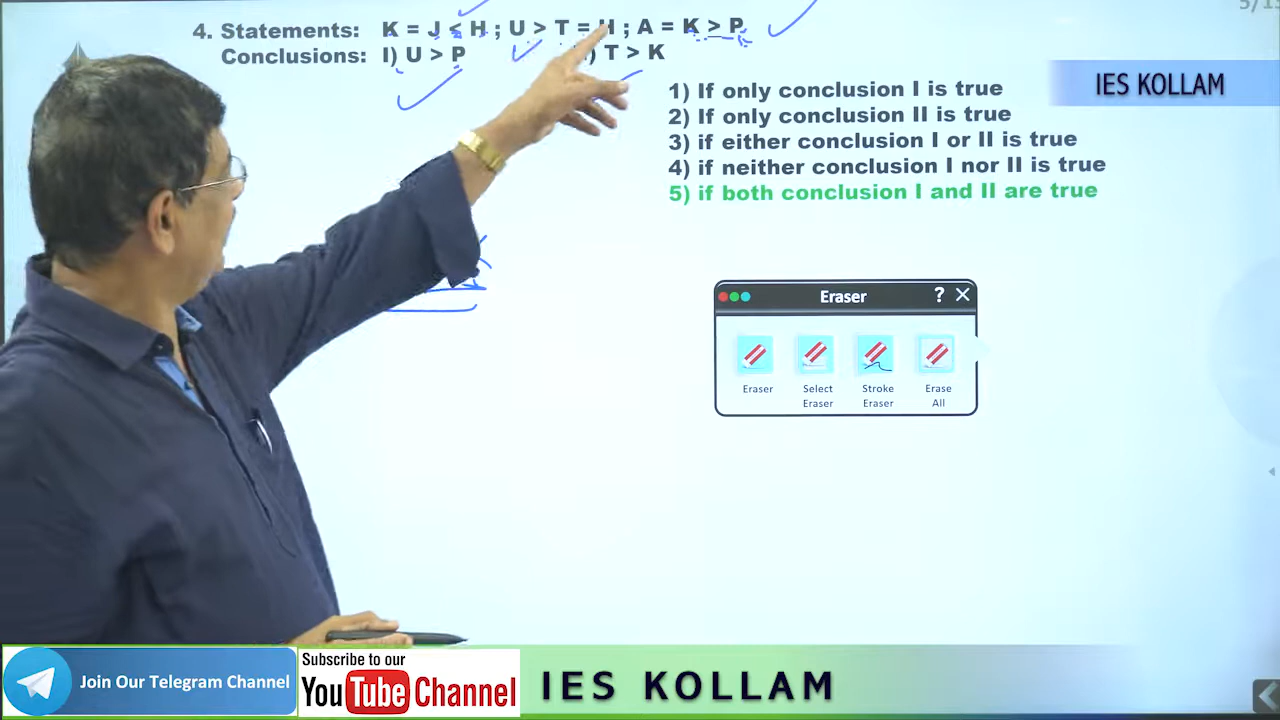 5/15
4. Statements: K = J < H ; U > T = H ; A = K > P
Conclusions: I) U > P ) T > K
1) If only conclusion I is true
2) If only conclusion II is true
3) if either conclusion I or II is true
4) if neither conclusion I nor II is true
5) if both conclusion I and II are true
IES KOLLAM
Eraser ?
Eraser
Select
Eraser
Stroke
Eraser
Erase
All
Join Our Telegram Channel
Subscribe to our
YouTube Channel
IES KOLLAM